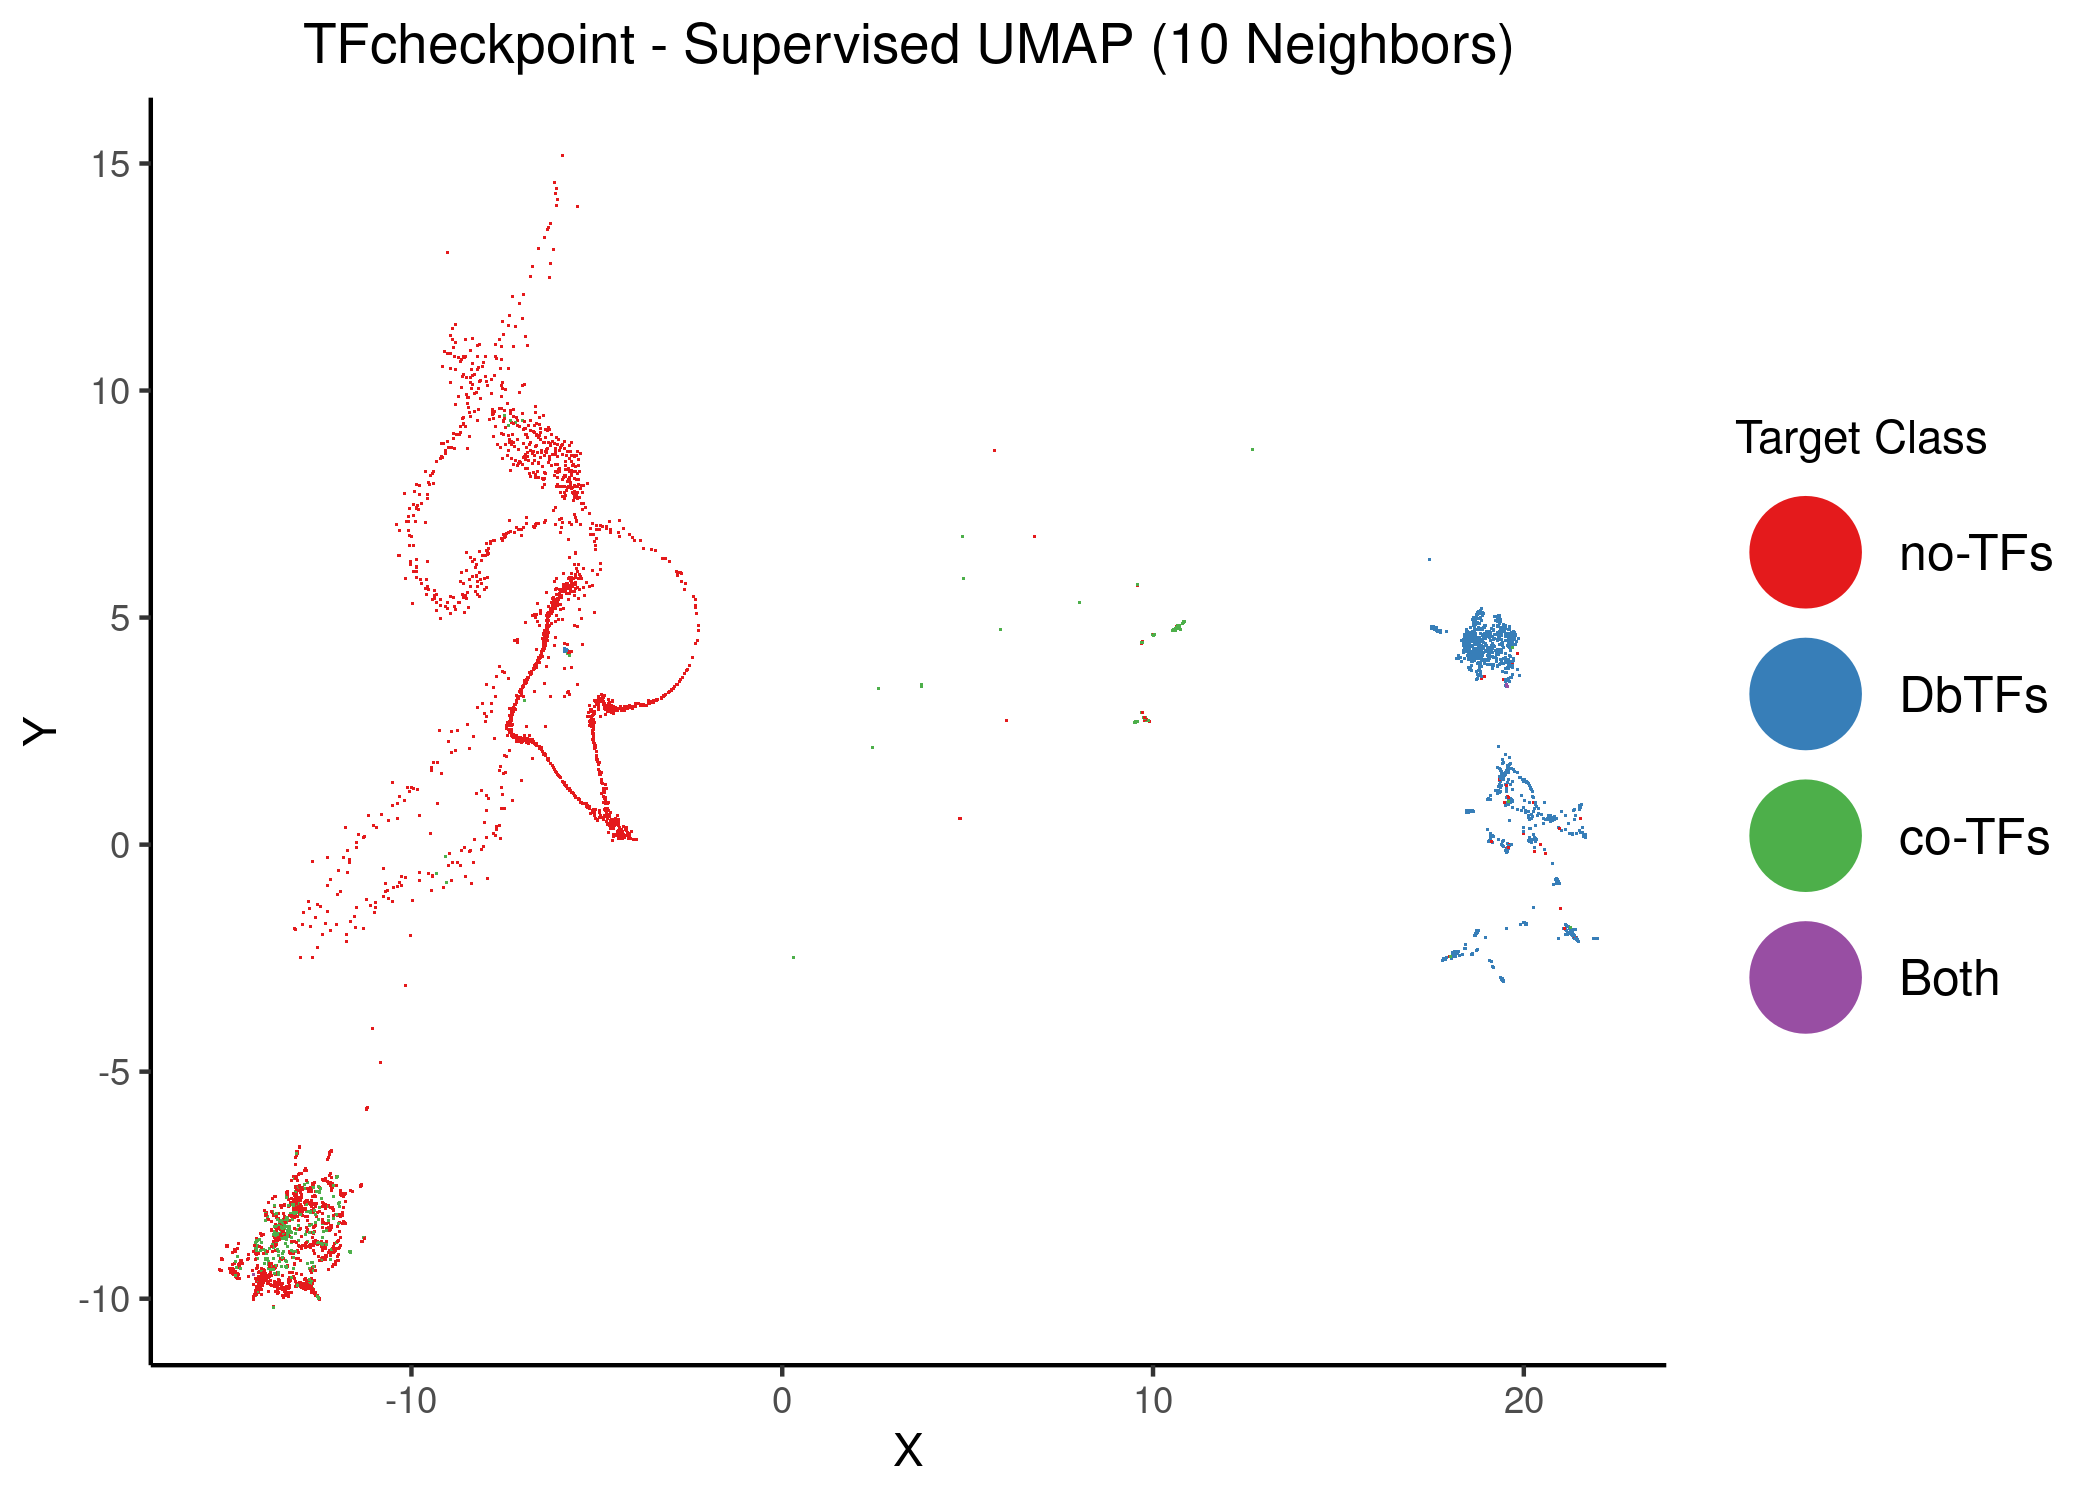 TFcheckpoint - Supervised UMAP (10 Neighbors)
15
10
5
0
-5
-10
Y
-10
0
10
20
X
Target Class
no-TFs
DbTFs
co-TFs
Both